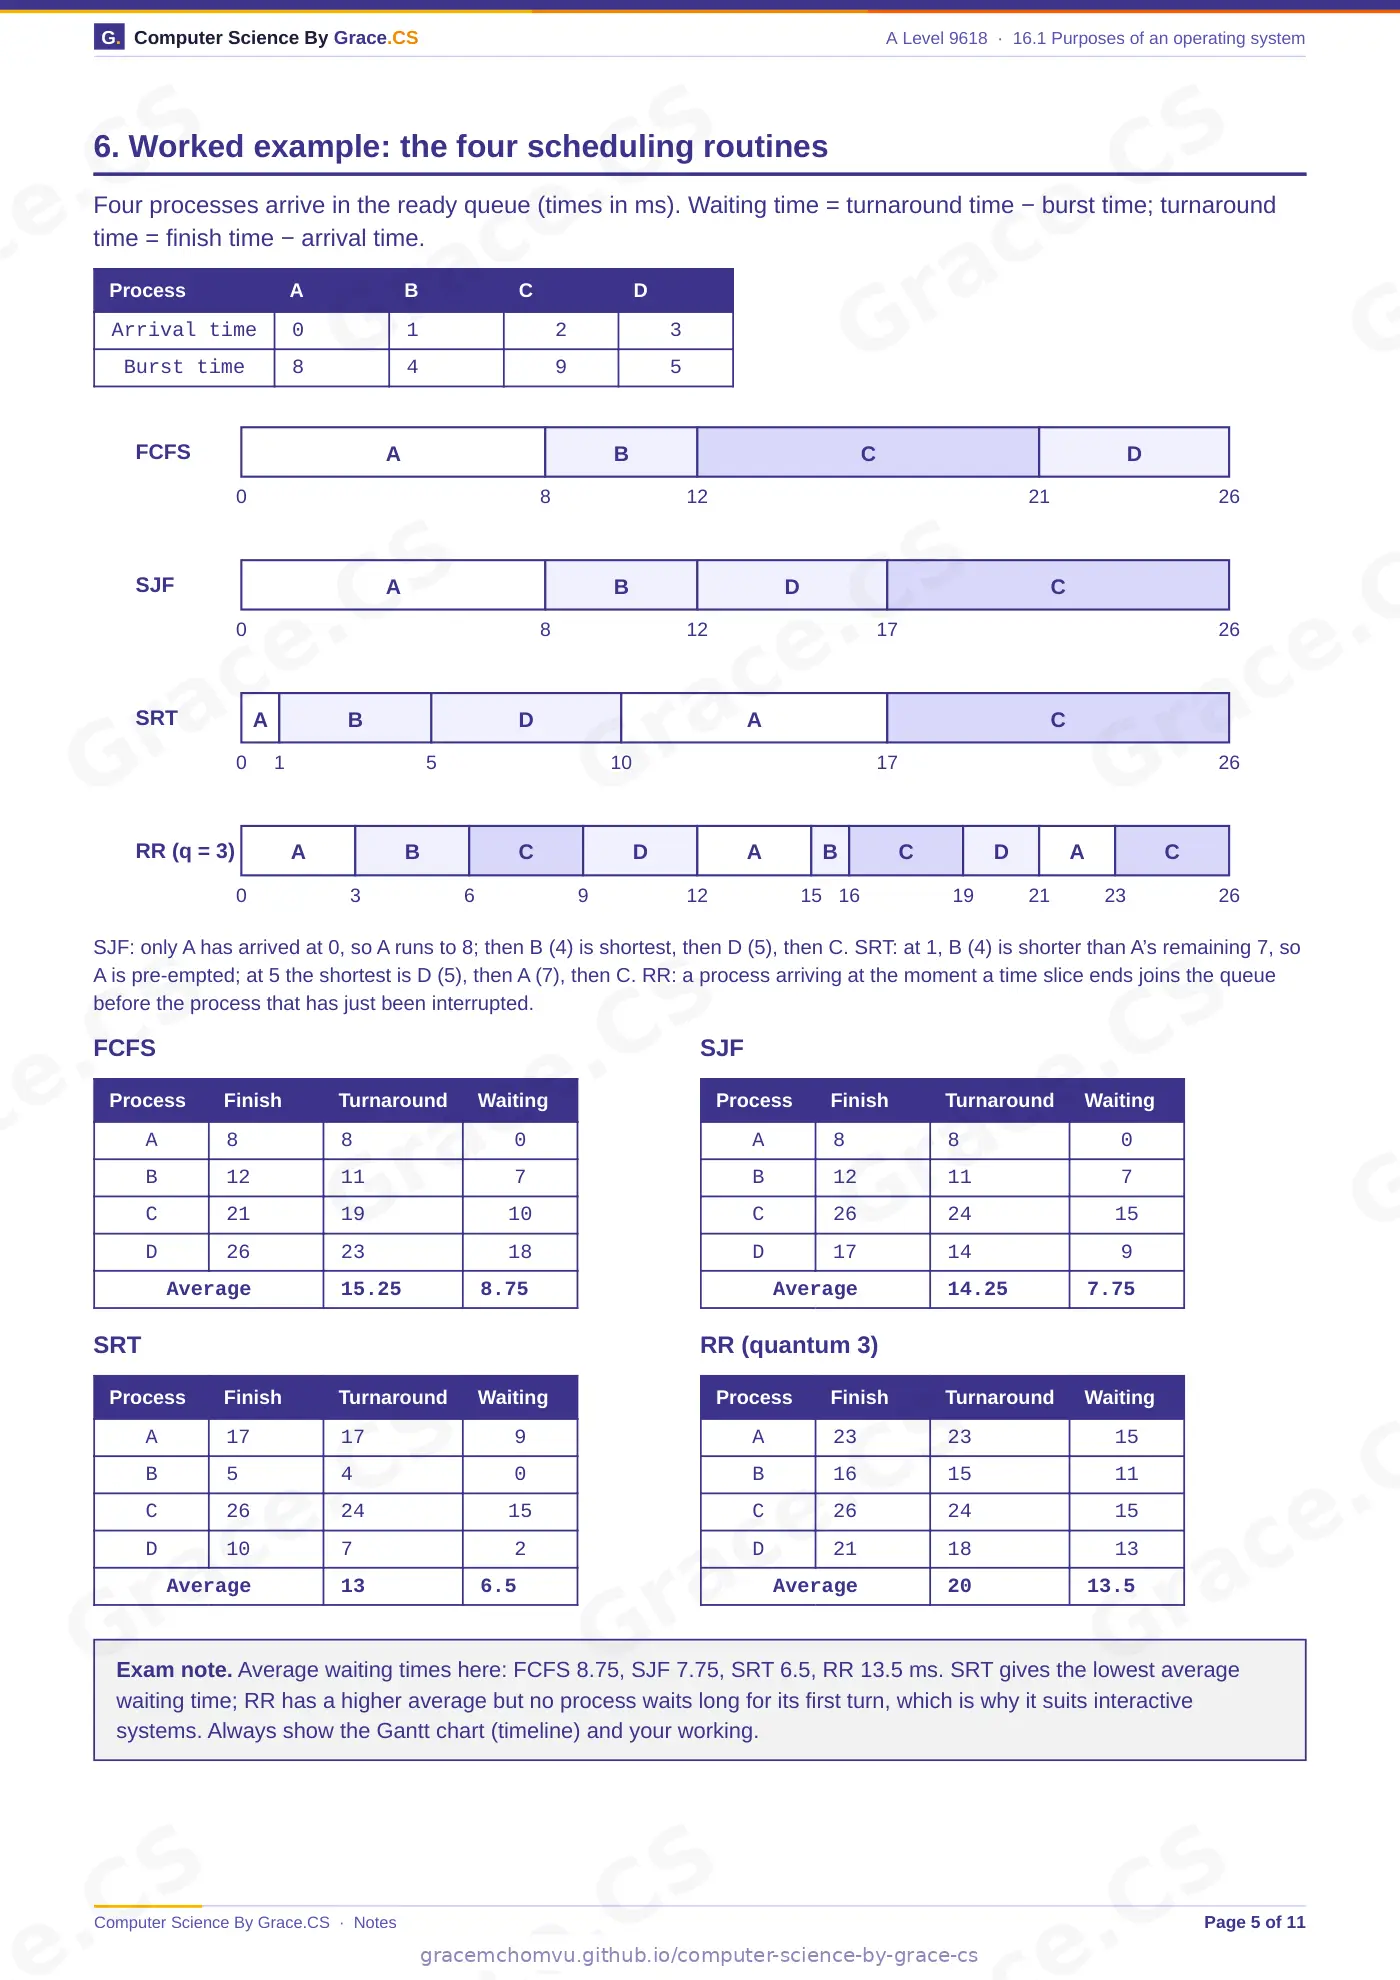 G. Computer Science By Grace.CS
A Level 9618 · 16.1 Purposes of an operating system
6. Worked example: the four scheduling routines
Four processes arrive in the ready queue (times in ms). Waiting time = turnaround time − burst time; turnaround
time = finish time − arrival time.
Process A B C D
Arrival time 0 1 2 3
Burst time 8 4 9 5
FCFS A B C D
0 8 12 21 26
SJF A B D C
0 8 12 17 26
SRT A B D A C
0 1 5 10 17 26
RR (q = 3) A B C D A B C D A C
0 3 6 9 12 15 16 19 21 23 26
SJF: only A has arrived at 0, so A runs to 8; then B (4) is shortest, then D (5), then C. SRT: at 1, B (4) is shorter than A’s remaining 7, so
A is pre-empted; at 5 the shortest is D (5), then A (7), then C. RR: a process arriving at the moment a time slice ends joins the queue
before the process that has just been interrupted.
FCFS
Process Finish Turnaround Waiting
A 8 8 0
B 12 11 7
C 21 19 10
D 26 23 18
Average 15.25 8.75
SJF
Process Finish Turnaround Waiting
A 8 8 0
B 12 11 7
C 26 24 15
D 17 14 9
Average 14.25 7.75
SRT
Process Finish Turnaround Waiting
A 17 17 9
B 5 4 0
C 26 24 15
D 10 7 2
Average 13 6.5
RR (quantum 3)
Process Finish Turnaround Waiting
A 23 23 15
B 16 15 11
C 26 24 15
D 21 18 13
Average 20 13.5
Exam note. Average waiting times here: FCFS 8.75, SJF 7.75, SRT 6.5, RR 13.5 ms. SRT gives the lowest average
waiting time; RR has a higher average but no process waits long for its first turn, which is why it suits interactive
systems. Always show the Gantt chart (timeline) and your working.
Computer Science By Grace.CS · Notes
Page 5 of 11
gracemchomvu.github.io/computer-science-by-grace-cs